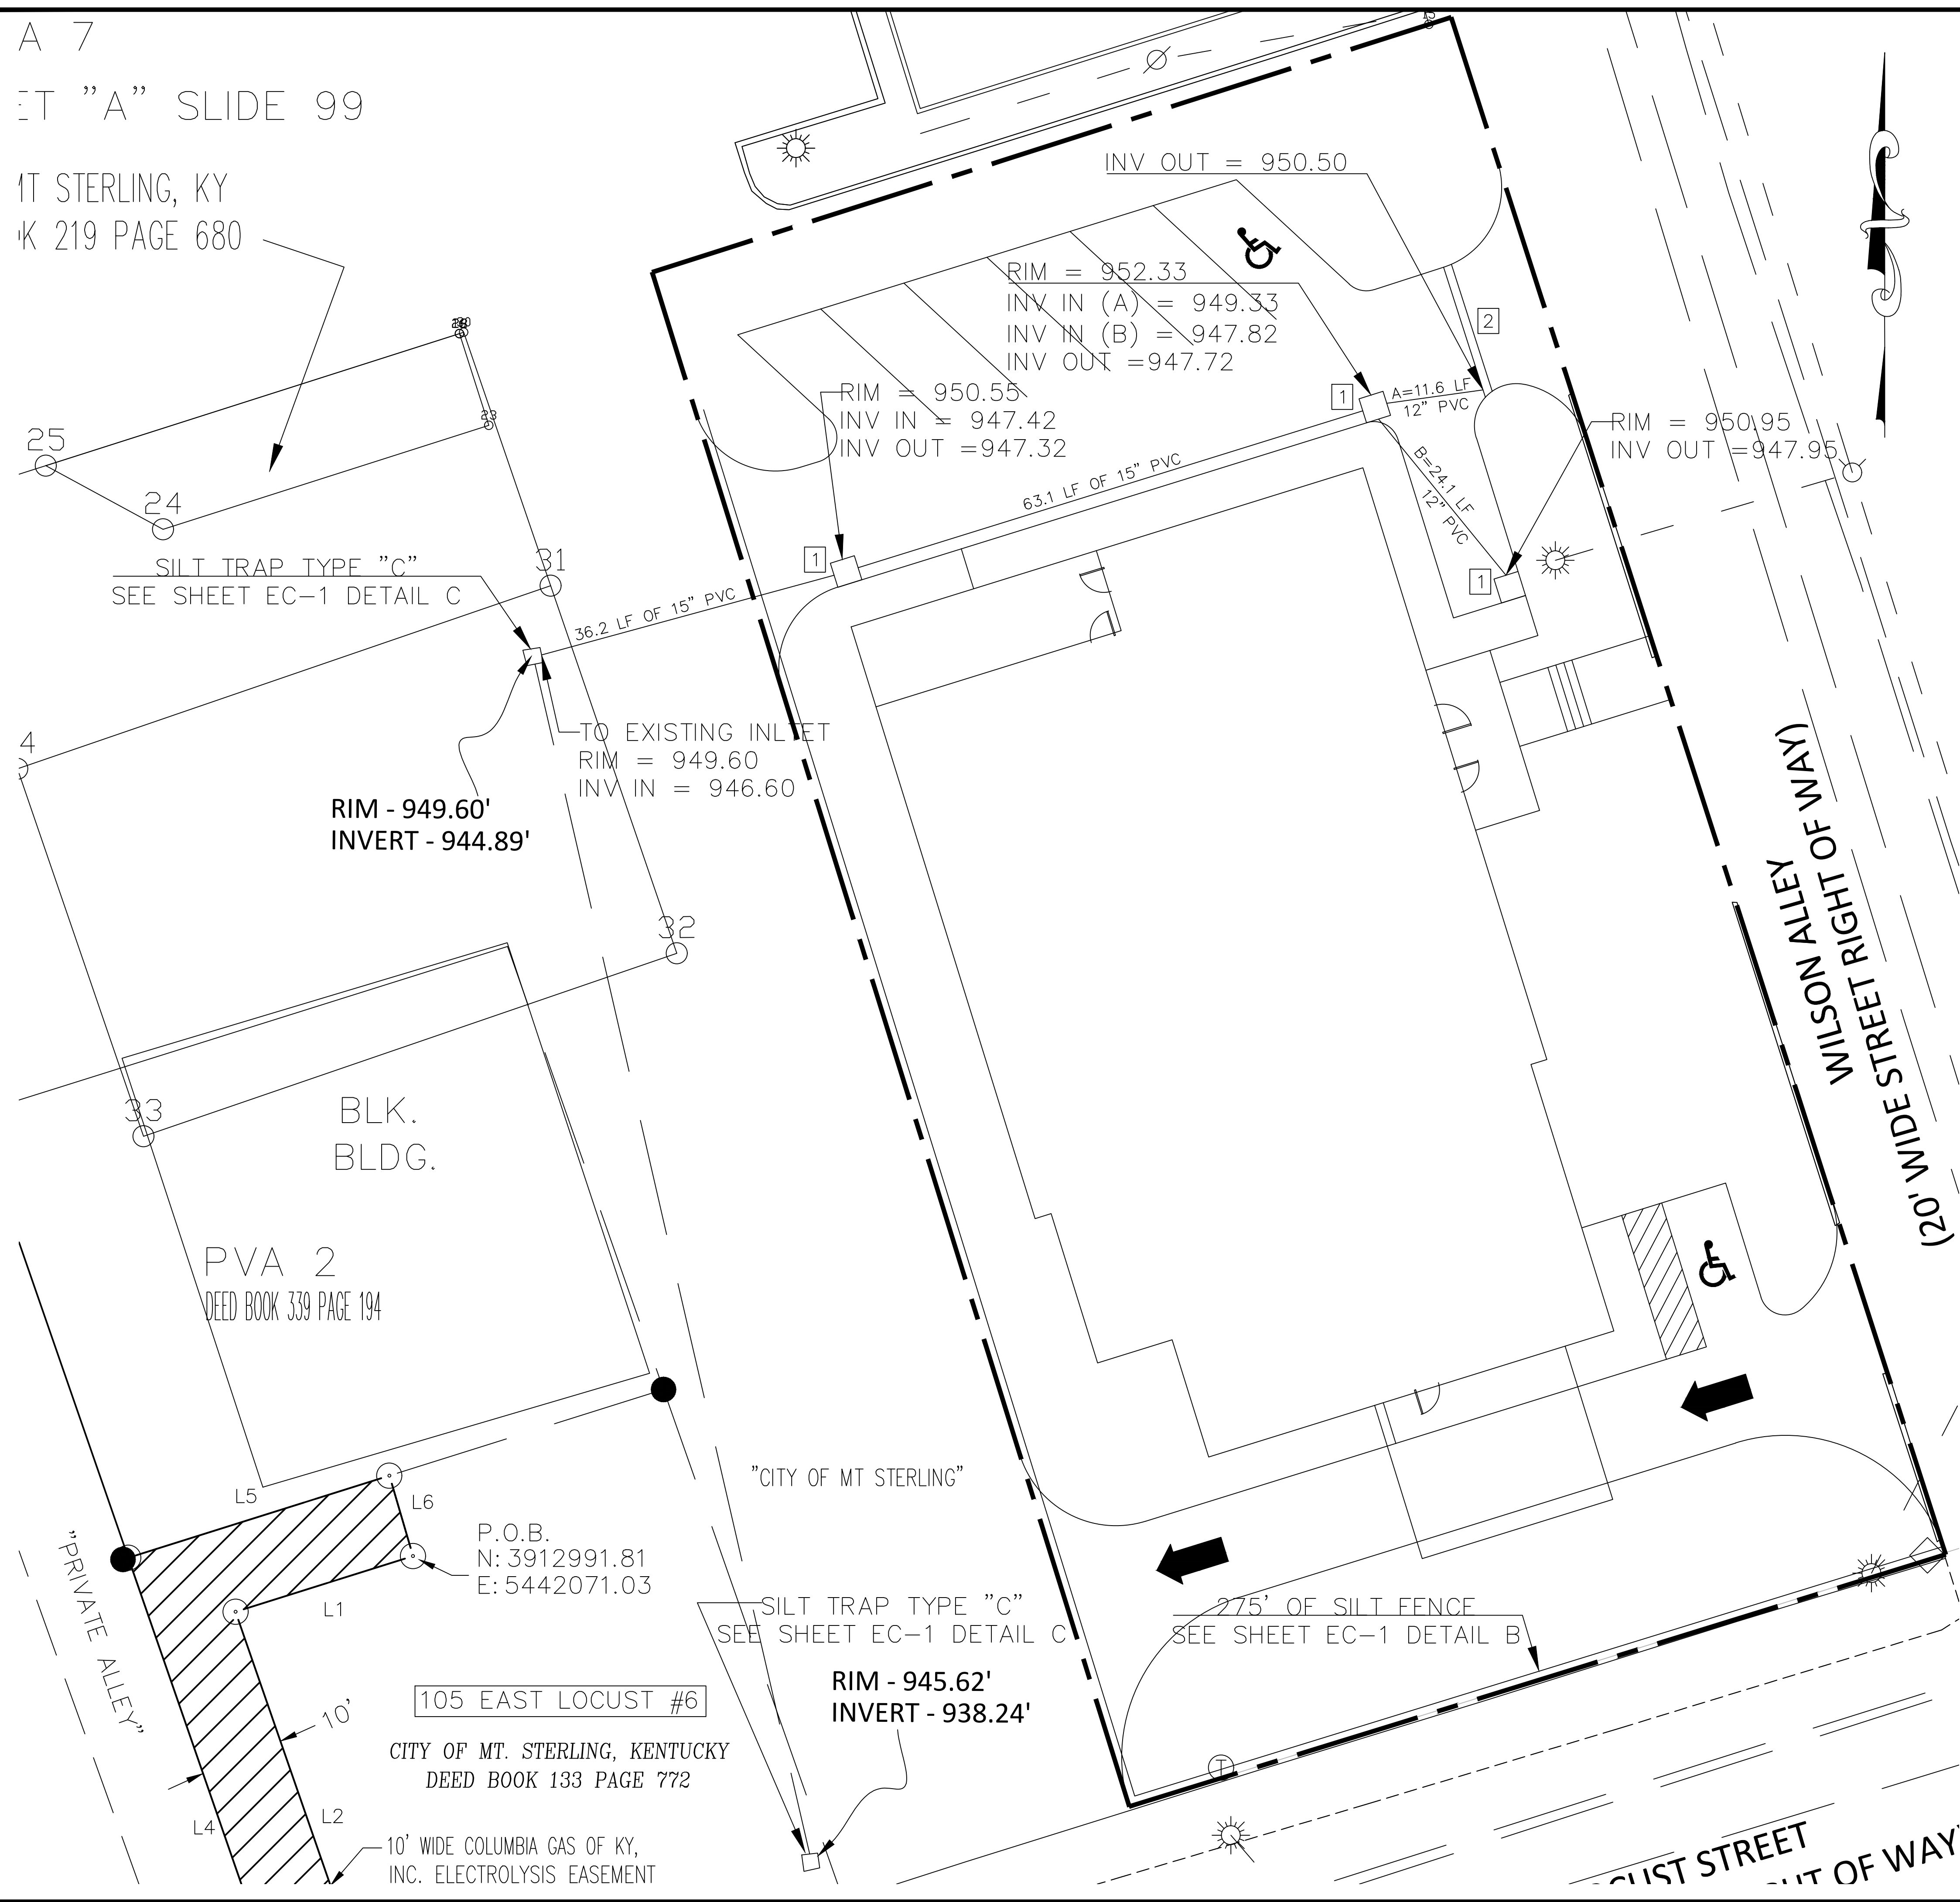 A 7
"A" SLIDE 99
STERLING, KY
219 PAGE 680
INV OUT = 950.50
RIM = 952.33
INV IN (A) = 949.33
INV IN (B) = 947.82
INV OUT =947.72
2
1
A=11.6 LF
12" PVC
RIM = 950.55
INV IN = 947.42
INV OUT =947.32
RIM = 950.95
INV OUT =947.95
23
25
24
63.1 LF OF 15" PVC
B=24.1 LF
12" PVC
1
1
31
SILT TRAP TYPE "C"
SEE SHEET EC-1 DETAIL C
36.2 LF OF 15" PVC
4
TO EXISTING INLTET
RIM = 949.60
INV IN = 946.60
RIM - 949.60'
INVERT - 944.89'
WILSON ALLEY
(20' WIDE STREET RIGHT OF WAY)
32
33
BLK.
BLDG.
PVA 2
DEED BOOK 339 PAGE 194
"CITY OF MT STERLING"
L5
L6
P.O.B.
N: 3912991.81
E: 5442071.03
L1
"PRIVATE ALLEY"
SILT TRAP TYPE "C"
SEE SHEET EC-1 DETAIL C
275' OF SILT FENCE
SEE SHEET EC-1 DETAIL B
RIM - 945.62'
INVERT - 938.24'
10'
105 EAST LOCUST #6
CITY OF MT. STERLING, KENTUCKY
DEED BOOK 133 PAGE 772
T
L4
L2
10' WIDE COLUMBIA GAS OF KY,
INC. ELECTROLYSIS EASEMENT
STREET
OF WAY